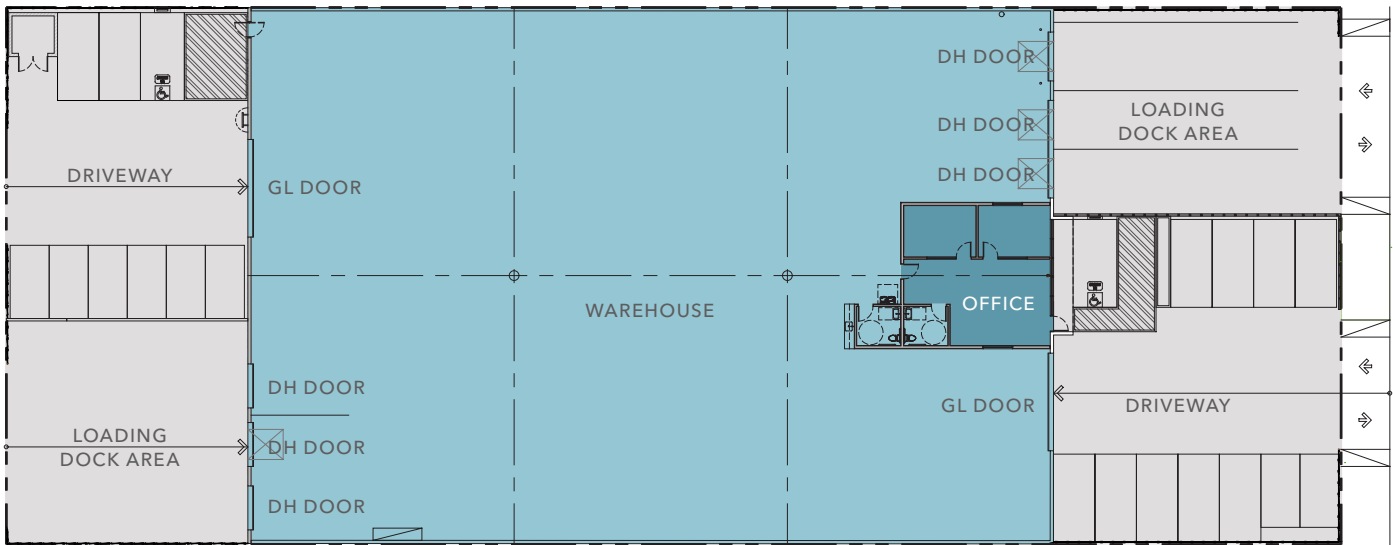 DH DOOR
LOADING
DOCK AREA
DH DOOR
DRIVEWAY
GL DOOR
DH DOOR
WAREHOUSE
OFFICE
DH DOOR
GL DOOR
DRIVEWAY
LOADING
DOCK AREA
DH DOOR
DH DOOR